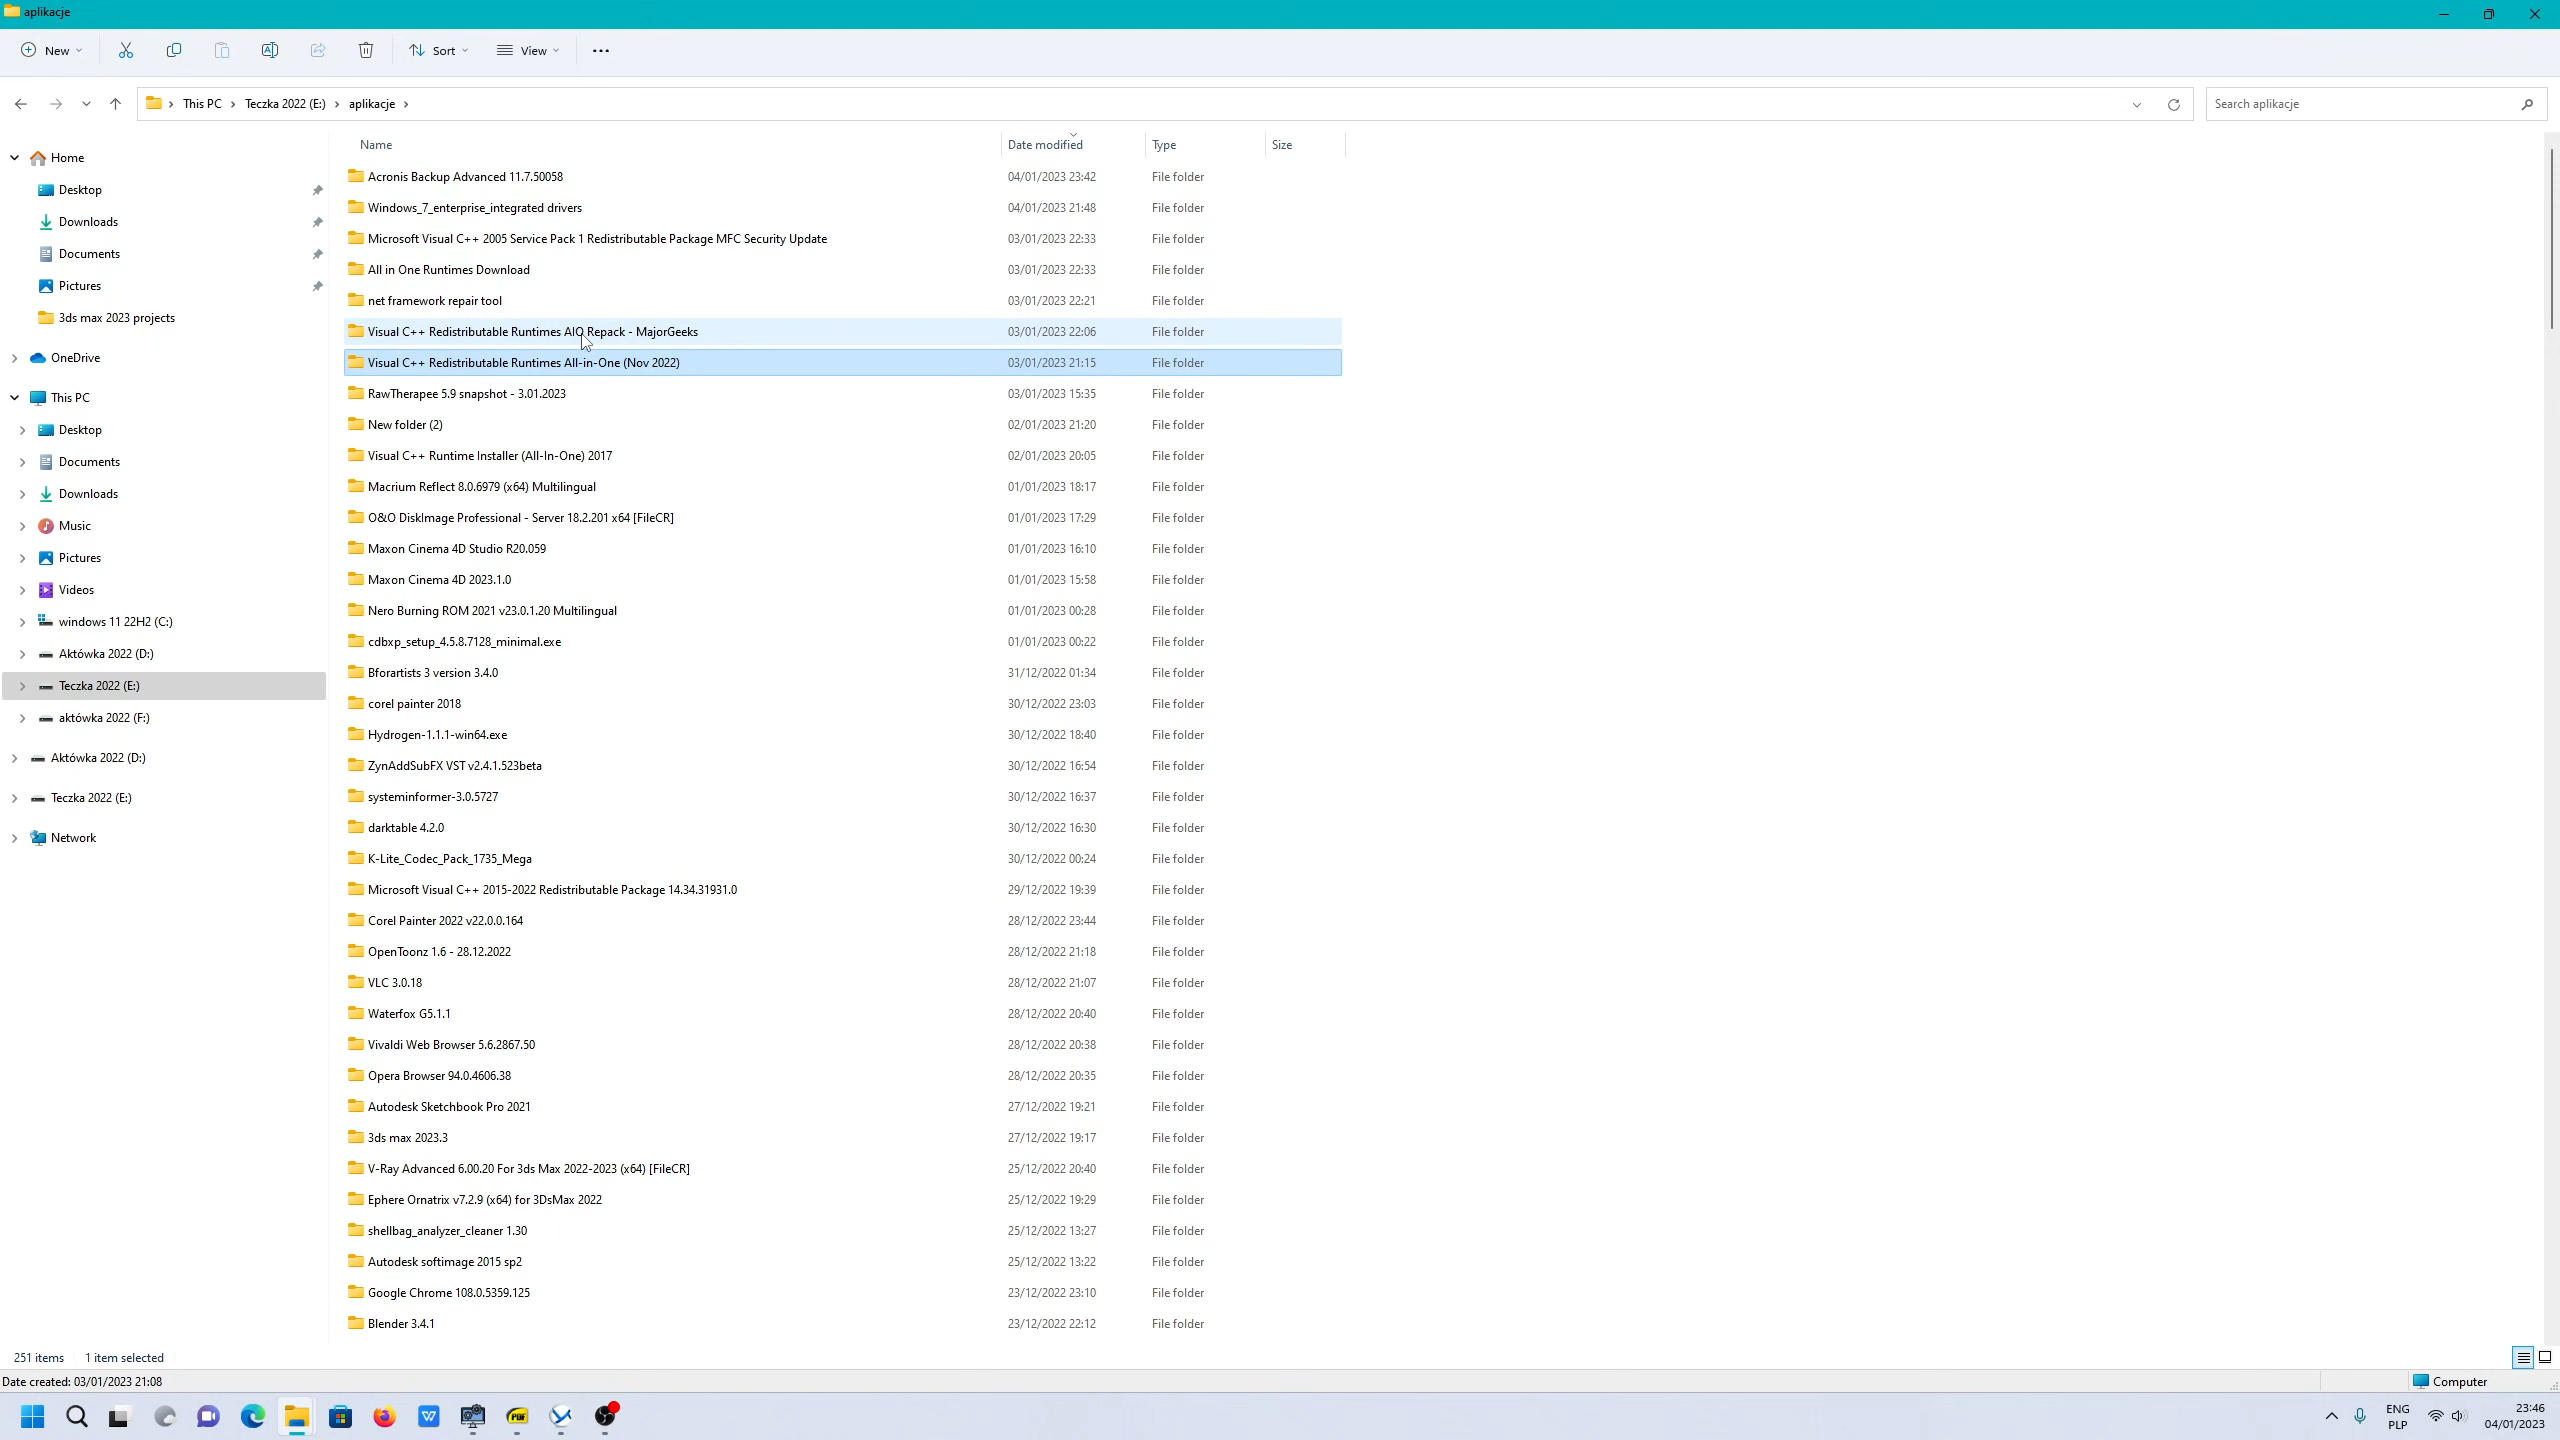 aplikacje
New
Sort
View
This PC
Teczka 2022 (E:)
aplikacje
Search aplikacje
Home
Desktop
Downloads
Documents
Pictures
3ds max 2023 projects
OneDrive
This PC
Desktop
Documents
Downloads
Music
Pictures
Videos
windows 11 22H2 (C:)
Aktówka 2022 (D:)
Teczka 2022 (E:)
aktówka 2022 (F:)
Aktówka 2022 (D:)
Teczka 2022 (E:)
Network
Name Date modified Type Size
Acronis Backup Advanced 11.7.50058 04/01/2023 23:42 File folder
Windows_7_enterprise_integrated drivers 04/01/2023 21:48 File folder
Microsoft Visual C++ 2005 Service Pack 1 Redistributable Package MFC Security Update 03/01/2023 22:33 File folder
All in One Runtimes Download 03/01/2023 22:33 File folder
net framework repair tool 03/01/2023 22:21 File folder
Visual C++ Redistributable Runtimes AIO Repack - MajorGeeks 03/01/2023 22:06 File folder
Visual C++ Redistributable Runtimes All-in-One (Nov 2022) 03/01/2023 21:15 File folder
RawTherapee 5.9 snapshot - 3.01.2023 03/01/2023 15:35 File folder
New folder (2) 02/01/2023 21:20 File folder
Visual C++ Runtime Installer (All-In-One) 2017 02/01/2023 20:05 File folder
Macrium Reflect 8.0.6979 (x64) Multilingual 01/01/2023 18:17 File folder
O&O DiskImage Professional - Server 18.2.201 x64 [FileCR] 01/01/2023 17:29 File folder
Maxon Cinema 4D Studio R20.059 01/01/2023 16:10 File folder
Maxon Cinema 4D 2023.1.0 01/01/2023 15:58 File folder
Nero Burning ROM 2021 v23.0.1.20 Multilingual 01/01/2023 00:28 File folder
cdbxp_setup_4.5.8.7128_minimal.exe 01/01/2023 00:22 File folder
Bforartists 3 version 3.4.0 31/12/2022 01:34 File folder
corel painter 2018 30/12/2022 23:03 File folder
Hydrogen-1.1.1-win64.exe 30/12/2022 18:40 File folder
ZynAddSubFX VST v2.4.1.523beta 30/12/2022 16:54 File folder
systeminformer-3.0.5727 30/12/2022 16:37 File folder
darktable 4.2.0 30/12/2022 16:30 File folder
K-Lite_Codec_Pack_1735_Mega 30/12/2022 00:24 File folder
Microsoft Visual C++ 2015-2022 Redistributable Package 14.34.31931.0 29/12/2022 19:39 File folder
Corel Painter 2022 v22.0.0.164 28/12/2022 23:44 File folder
OpenToonz 1.6 - 28.12.2022 28/12/2022 21:18 File folder
VLC 3.0.18 28/12/2022 21:07 File folder
Waterfox G5.1.1 28/12/2022 20:40 File folder
Vivaldi Web Browser 5.6.2867.50 28/12/2022 20:38 File folder
Opera Browser 94.0.4606.38 28/12/2022 20:35 File folder
Autodesk Sketchbook Pro 2021 27/12/2022 19:21 File folder
3ds max 2023.3 27/12/2022 19:17 File folder
V-Ray Advanced 6.00.20 For 3ds Max 2022-2023 (x64) [FileCR] 25/12/2022 20:40 File folder
Ephere Ornatrix v7.2.9 (x64) for 3DsMax 2022 25/12/2022 19:29 File folder
shellbag_analyzer_cleaner 1.30 25/12/2022 13:27 File folder
Autodesk softimage 2015 sp2 25/12/2022 13:22 File folder
Google Chrome 108.0.5359.125 23/12/2022 23:10 File folder
Blender 3.4.1 23/12/2022 22:12 File folder
251 items 1 item selected
Date created: 03/01/2023 21:08
Computer
W
PDF
ENG
PLP
23:46
04/01/2023